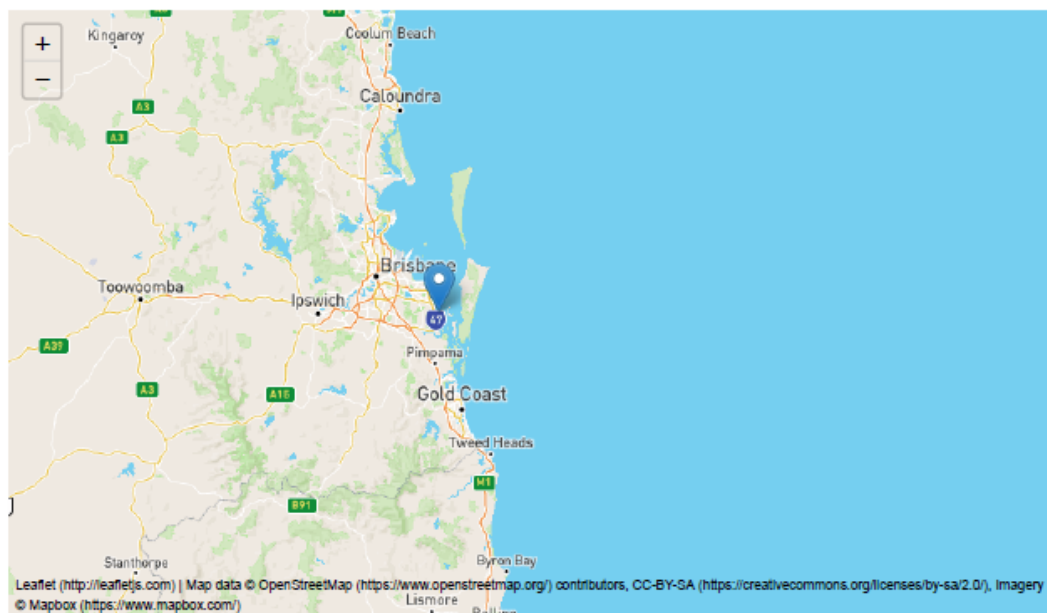 +
−
Kingaroy
Coolum Beach
Caloundra
A3
A3
Brisbane
Toowoomba
Ipswich
47
A39
Pimpama
A3
A15
Gold Coast
Tweed Heads
M1
B91
Stanthorpe
Byron Bay
Leaflet (http://leafletjs.com) | Map data © OpenStreetMap (https://www.openstreetmap.org/) contributors, CC-BY-SA (https://creativecommons.org/licenses/by-sa/2.0/), Imagery
© Mapbox (https://www.mapbox.com/)
Lismore